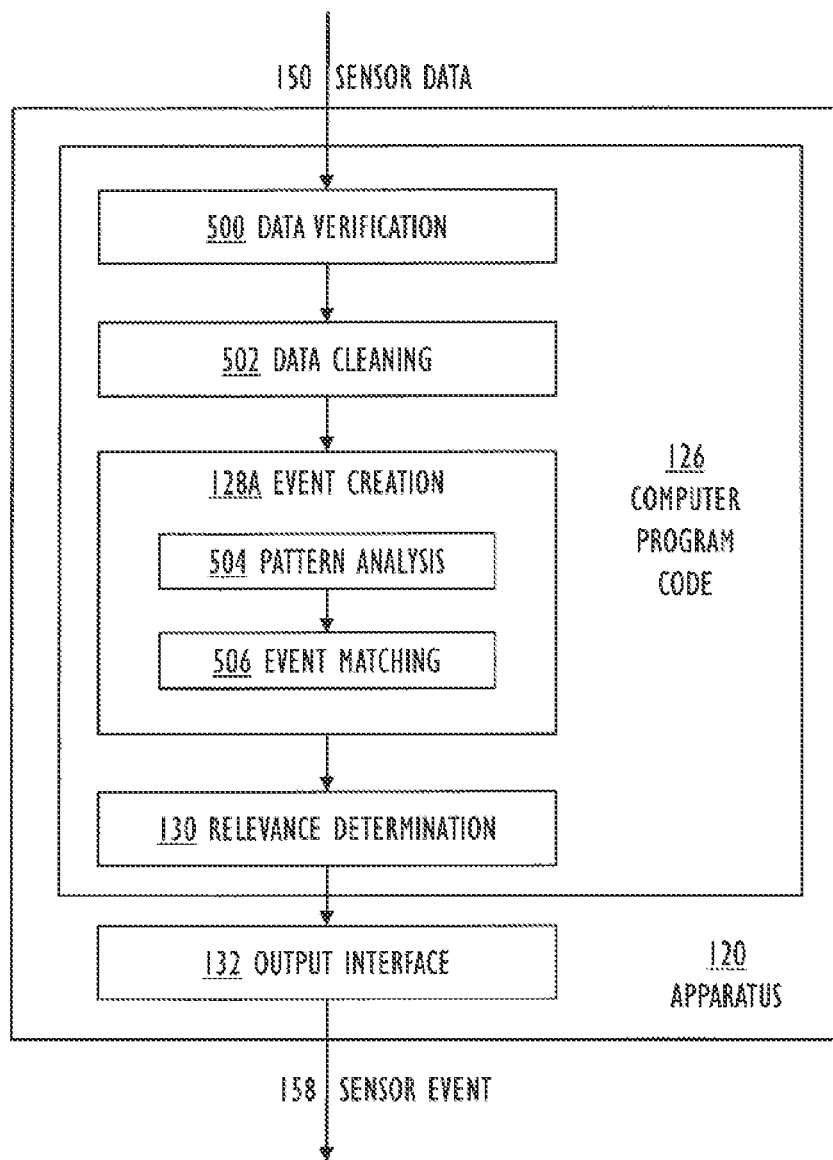 150 SENSOR DATA
500 DATA VERIFICATION
502 DATA CLEANING
128A EVENT CREATION
504 PATTERN ANALYSIS
506 EVENT MATCHING
126
COMPUTER
PROGRAM
CODE
130 RELEVANCE DETERMINATION
132 OUTPUT INTERFACE
120
APPARATUS
158 SENSOR EVENT